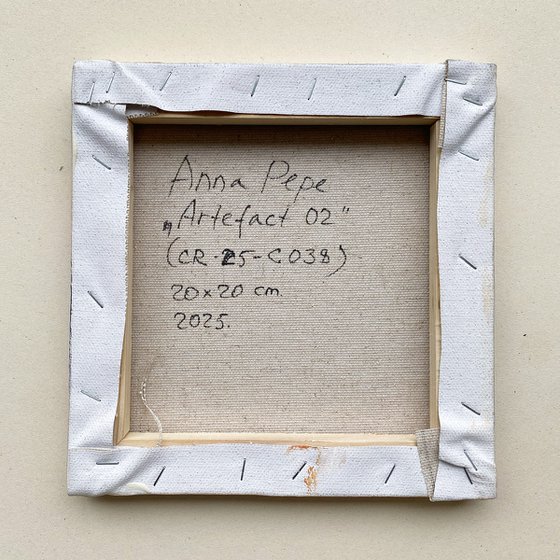 Anna Pepe
„Artefact 02"
(CR-25-C038)
20x20 cm.
2025.